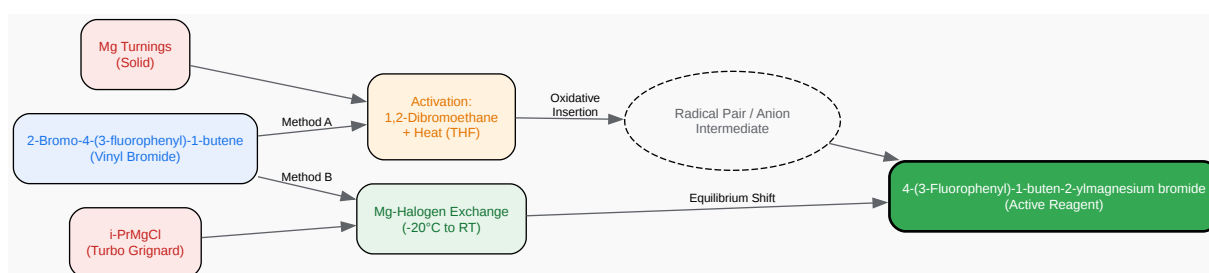 Mg Turnings
(Solid)
2-Bromo-4-(3-fluorophenyl)-1-butene
(Vinyl Bromide)
i-PrMgCl
(Turbo Grignard)
Method A
Method B
Activation:
1,2-Dibromoethane
+ Heat (THF)
Mg-Halogen Exchange
(-20°C to RT)
Oxidative
Insertion
Radical Pair / Anion
Intermediate
Equilibrium Shift
4-(3-Fluorophenyl)-1-buten-2-ylmagnesium bromide
(Active Reagent)